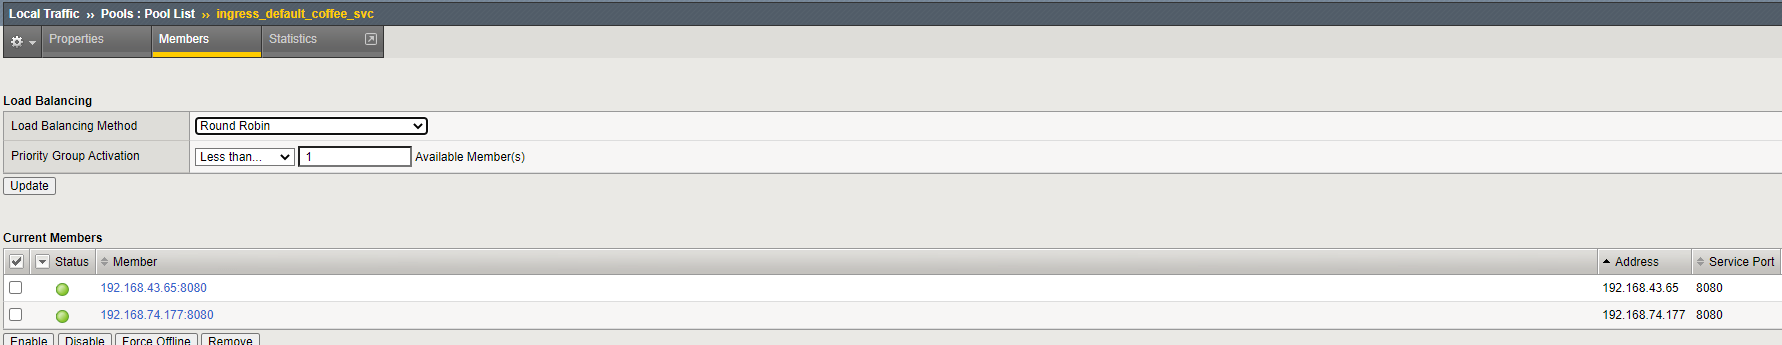 Local Traffic ›› Pools : Pool List ›› ingress_default_coffee_svc
Properties Members Statistics
Load Balancing
Load Balancing Method Round Robin
Priority Group Activation Less than... 1 Available Member(s)
Update
Current Members
Status Member Address Service Port
192.168.43.65:8080 192.168.43.65 8080
192.168.74.177:8080 192.168.74.177 8080
Enable Disable Force Offline Remove